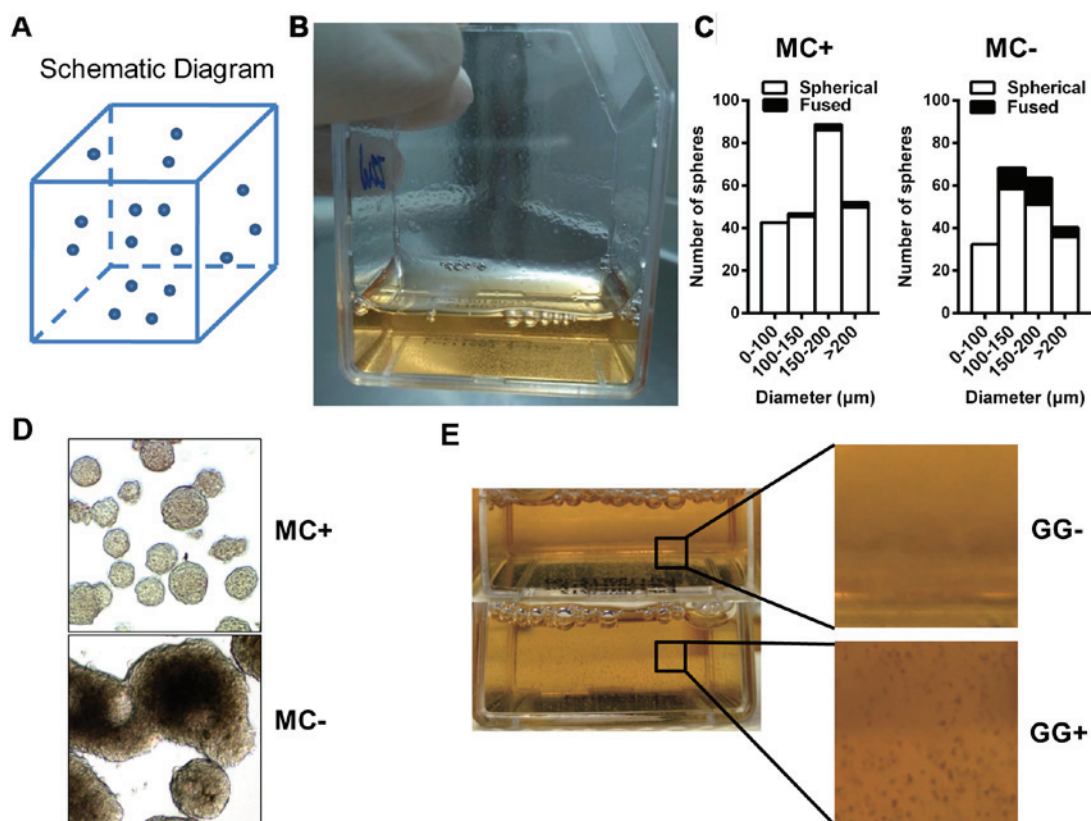 A
Schematic Diagram
B
C
MC+
Spherical
Fused
Number of spheres
100
80
60
40
20
0
0-100
100-150
150-200
>200
Diameter (µm)
MC-
Spherical
Fused
Number of spheres
100
80
60
40
20
0
0-100
100-150
150-200
>200
Diameter (µm)
D
MC+
MC-
E
GG-
GG+